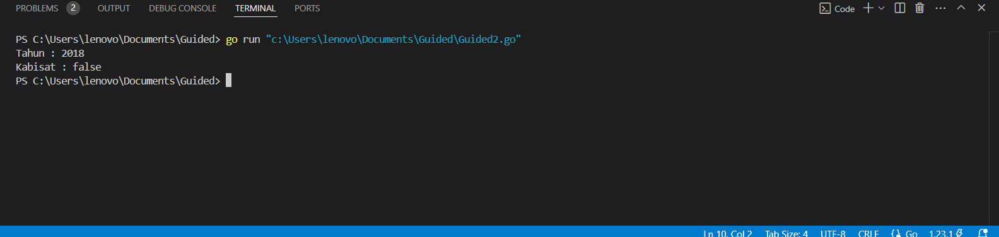 PROBLEMS 2 OUTPUT DEBUG CONSOLE TERMINAL PORTS Code
PS C:\Users\lenovo\Documents\Guided> go run "c:\Users\lenovo\Documents\Guided\Guided2.go"
Tahun : 2018
Kabisat : false
PS C:\Users\lenovo\Documents\Guided>
Ln 10, Col 2 Tab Size: 4 UTF-8 CRLF Go 1.23.1